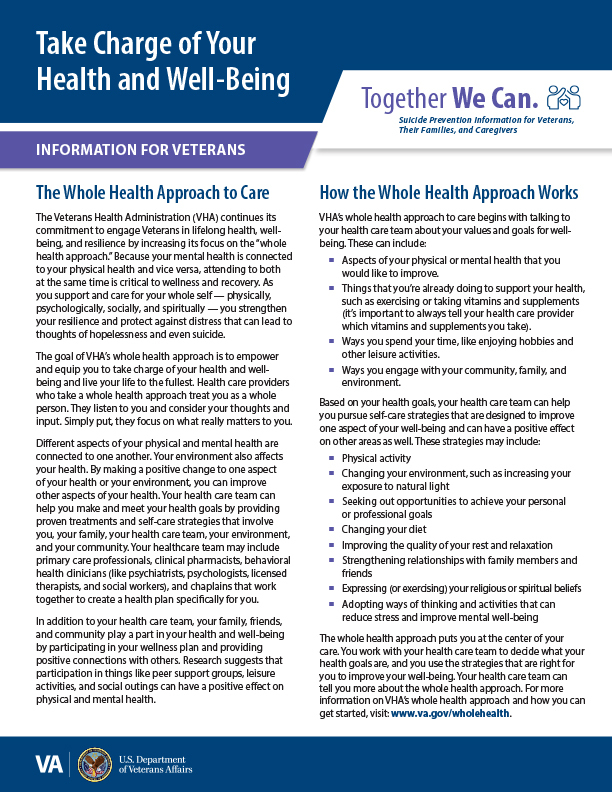 Take Charge of Your
Health and Well-Being
Together We Can.
Suicide Prevention Information for Veterans,
Their Families, and Caregivers
INFORMATION FOR VETERANS
The Whole Health Approach to Care
The Veterans Health Administration (VHA) continues its
commitment to engage Veterans in lifelong health, well-
being, and resilience by increasing its focus on the “whole
health approach.” Because your mental health is connected
to your physical health and vice versa, attending to both
at the same time is critical to wellness and recovery. As
you support and care for your whole self — physically,
psychologically, socially, and spiritually — you strengthen
your resilience and protect against distress that can lead to
thoughts of hopelessness and even suicide.
The goal of VHA’s whole health approach is to empower
and equip you to take charge of your health and well-
being and live your life to the fullest. Health care providers
who take a whole health approach treat you as a whole
person. They listen to you and consider your thoughts and
input. Simply put, they focus on what really matters to you.
Different aspects of your physical and mental health are
connected to one another. Your environment also affects
your health. By making a positive change to one aspect
of your health or your environment, you can improve
other aspects of your health. Your health care team can
help you make and meet your health goals by providing
proven treatments and self-care strategies that involve
you, your family, your health care team, your environment,
and your community. Your healthcare team may include
primary care professionals, clinical pharmacists, behavioral
health clinicians (like psychiatrists, psychologists, licensed
therapists, and social workers), and chaplains that work
together to create a health plan specifically for you.
In addition to your health care team, your family, friends,
and community play a part in your health and well-being
by participating in your wellness plan and providing
positive connections with others. Research suggests that
participation in things like peer support groups, leisure
activities, and social outings can have a positive effect on
physical and mental health.
How the Whole Health Approach Works
VHA’s whole health approach to care begins with talking to
your health care team about your values and goals for well-
being. These can include:
▪ Aspects of your physical or mental health that you
would like to improve.
▪ Things that you’re already doing to support your health,
such as exercising or taking vitamins and supplements
(it’s important to always tell your health care provider
which vitamins and supplements you take).
▪ Ways you spend your time, like enjoying hobbies and
other leisure activities.
▪ Ways you engage with your community, family, and
environment.
Based on your health goals, your health care team can help
you pursue self-care strategies that are designed to improve
one aspect of your well-being and can have a positive effect
on other areas as well. These strategies may include:
▪ Physical activity
▪ Changing your environment, such as increasing your
exposure to natural light
▪ Seeking out opportunities to achieve your personal
or professional goals
▪ Changing your diet
▪ Improving the quality of your rest and relaxation
▪ Strengthening relationships with family members and
friends
▪ Expressing (or exercising) your religious or spiritual beliefs
▪ Adopting ways of thinking and activities that can
reduce stress and improve mental well-being
The whole health approach puts you at the center of your
care. You work with your health care team to decide what your
health goals are, and you use the strategies that are right for
you to improve your well-being. Your health care team can
tell you more about the whole health approach. For more
information on VHA’s whole health approach and how you can
get started, visit: www.va.gov/wholehealth.
VA
U.S. Department
of Veterans Affairs